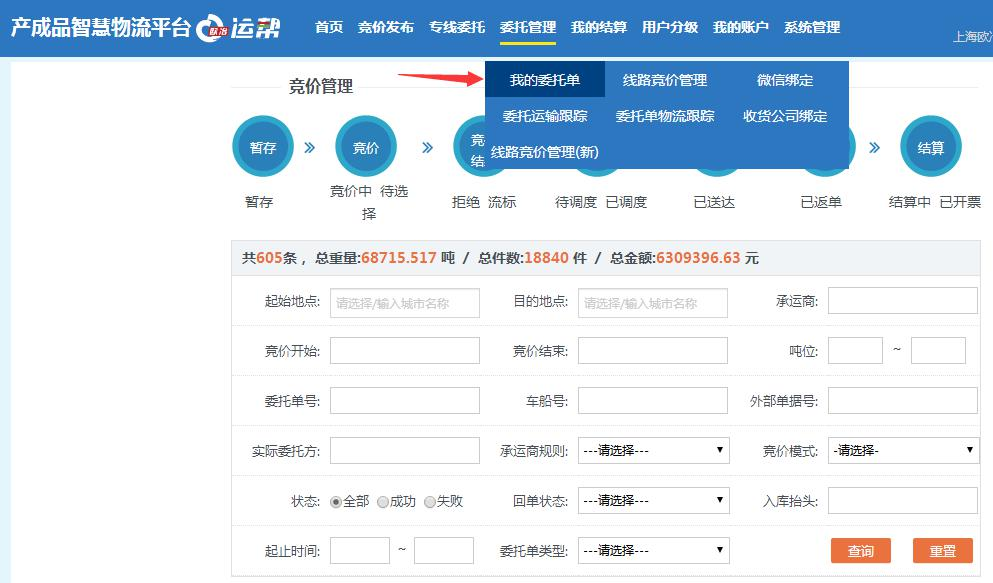 产成品智慧物流平台 欧冶 运帮 首页 竞价发布 专线委托 委托管理 我的结算 用户分级 我的账户 系统管理
上海欧冶
竞价管理 我的委托单 线路竞价管理 微信绑定
委托运输跟踪 委托单物流跟踪 收货公司绑定
线路竞价管理(新)
暂存 » 竞价 » 竞 结 » 结算
暂存 竞价中 待选择 拒绝 流标 待调度 已调度 已送达 已返单 结算中 已开票
共605条， 总重量:68715.517 吨 / 总件数:18840 件 / 总金额:6309396.63 元
起始地点: 请选择/输入城市名称 目的地点: 请选择/输入城市名称 承运商:
竞价开始: 竞价结束: 吨位: ~
委托单号: 车船号: 外部单据号:
实际委托方: 承运商规则: ---请选择--- 竞价模式: -请选择-
状态: 全部 成功 失败 回单状态: ---请选择--- 入库抬头:
起止时间: ~ 委托单类型: ---请选择--- 查询 重置